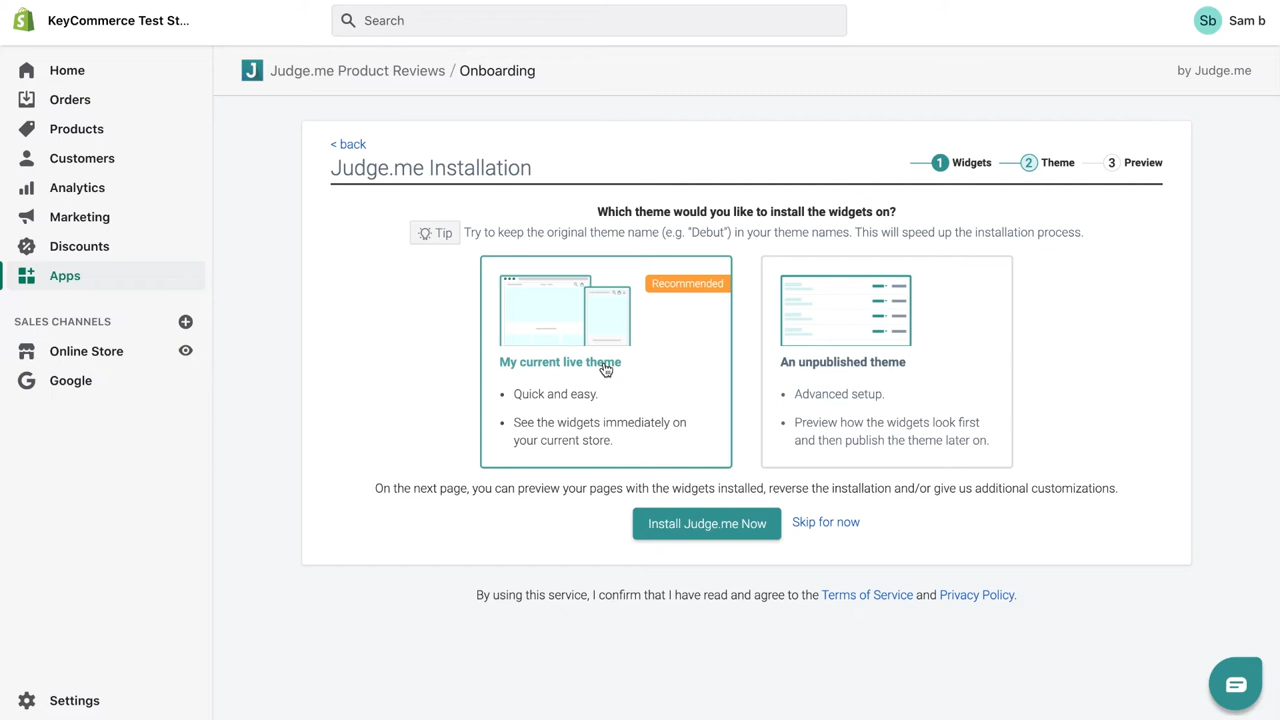 KeyCommerce Test St...
Search
Sb
Sam b
Home
Orders
Products
Customers
Analytics
Marketing
Discounts
Apps
SALES CHANNELS
Online Store
Google
Settings
J Judge.me Product Reviews / Onboarding
by Judge.me
< back
Judge.me Installation
1 Widgets
2 Theme
3 Preview
Which theme would you like to install the widgets on?
Tip Try to keep the original theme name (e.g. "Debut") in your theme names. This will speed up the installation process.
Recommended
My current live theme
• Quick and easy.
• See the widgets immediately on
your current store.
An unpublished theme
• Advanced setup.
• Preview how the widgets look first
and then publish the theme later on.
On the next page, you can preview your pages with the widgets installed, reverse the installation and/or give us additional customizations.
Install Judge.me Now
Skip for now
By using this service, I confirm that I have read and agree to the Terms of Service and Privacy Policy.